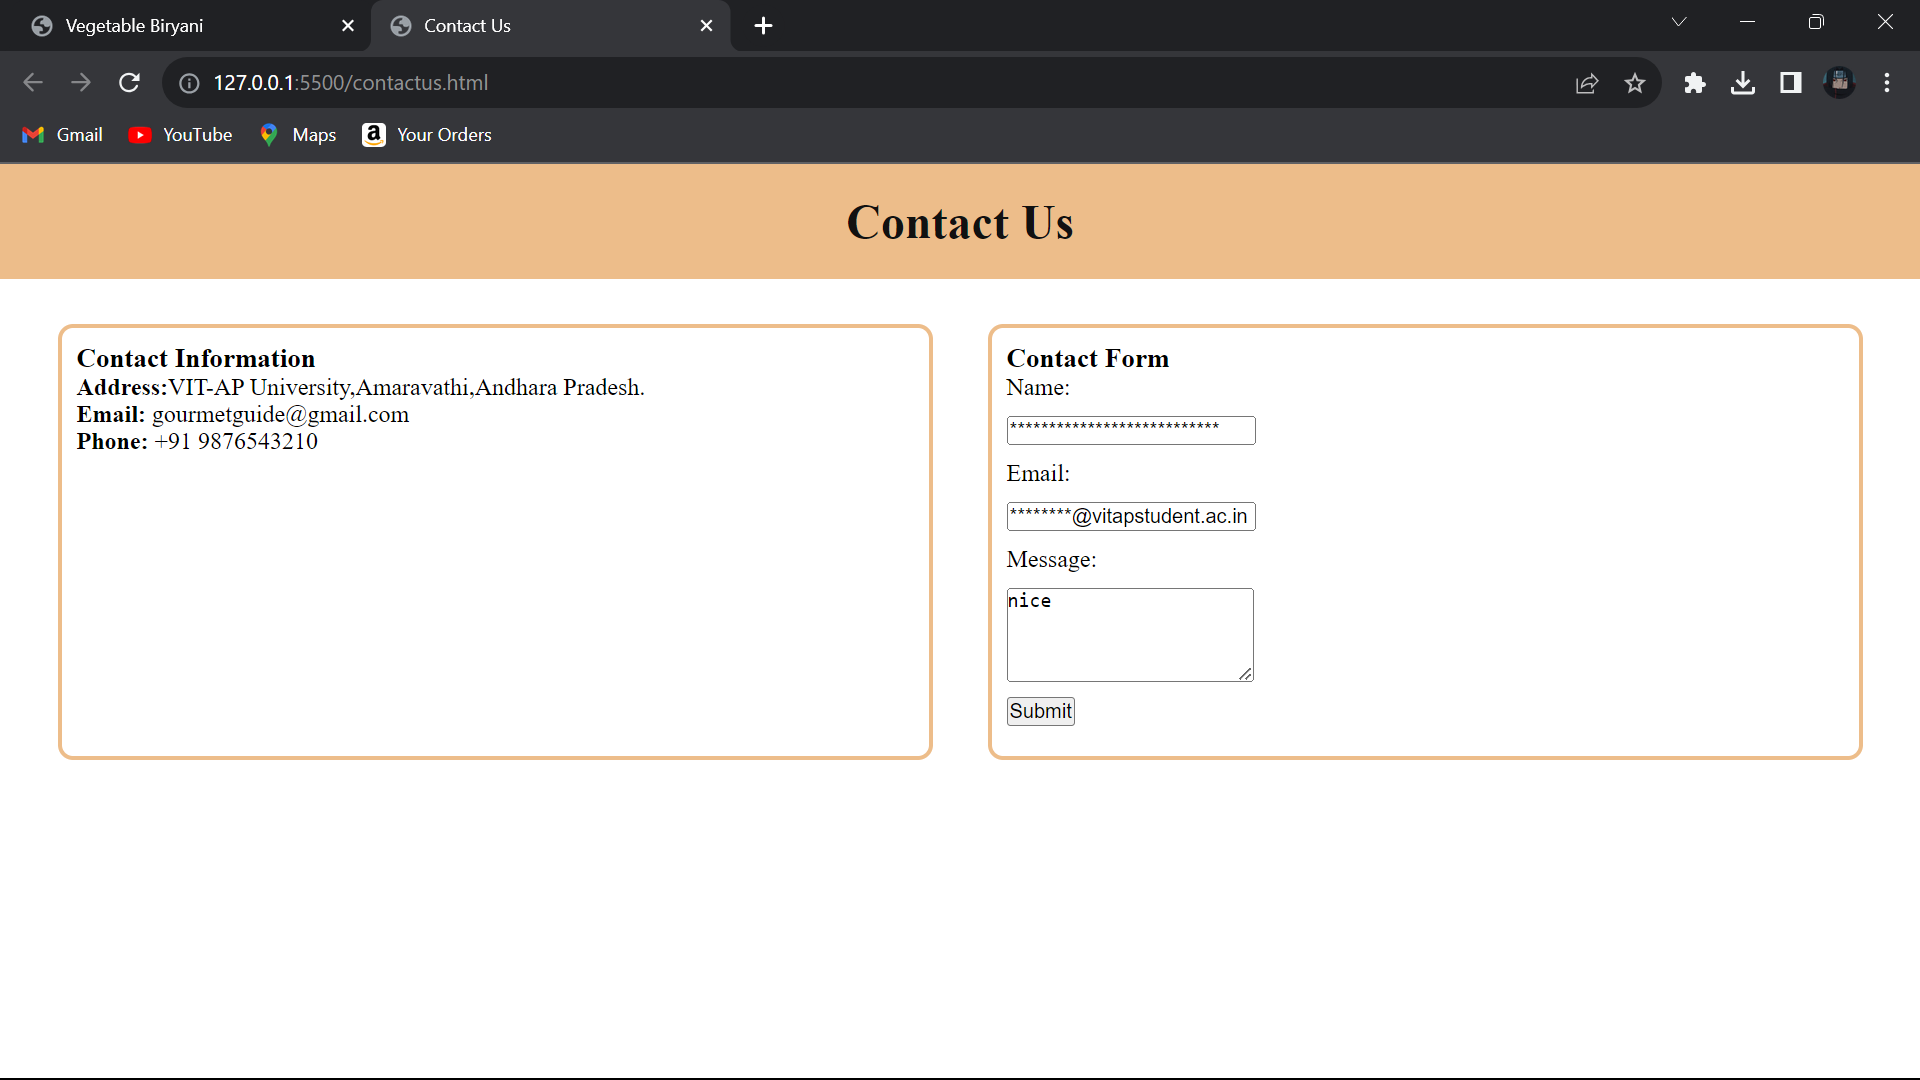 Vegetable Biryani
Contact Us
127.0.0.1:5500/contactus.html
Gmail
YouTube
Maps
Your Orders
Contact Us
Contact Information
Address:VIT-AP University,Amaravathi,Andhara Pradesh.
Email: gourmetguide@gmail.com
Phone: +91 9876543210
Contact Form
Name:
***************************
Email:
********@vitapstudent.ac.in
Message:
nice
Submit